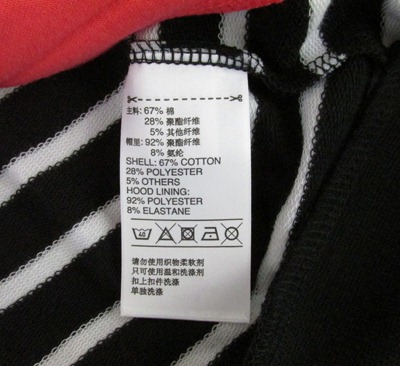 主料: 67% 棉
28% 聚酯纤维
5% 其他纤维
帽里: 92% 聚酯纤维
8% 氨纶
SHELL: 67% COTTON
28% POLYESTER
5% OTHERS
HOOD LINING:
92% POLYESTER
8% ELASTANE
40
请勿使用织物柔软剂
只可使用温和洗涤剂
扣上扣件洗涤
单独洗涤